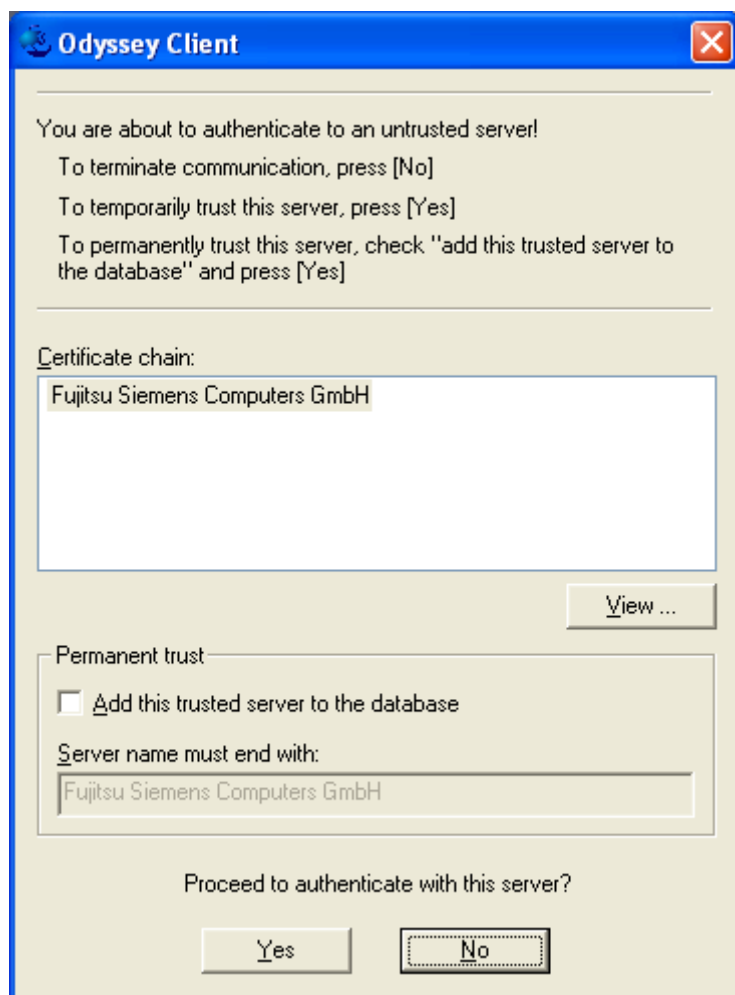 Odyssey Client
You are about to authenticate to an untrusted server!
To terminate communication, press [No]
To temporarily trust this server, press [Yes]
To permanently trust this server, check "add this trusted server to
the database" and press [Yes]
Certificate chain:
Fujitsu Siemens Computers GmbH
View ...
Permanent trust
Add this trusted server to the database
Server name must end with:
Fujitsu Siemens Computers GmbH
Proceed to authenticate with this server?
Yes
No